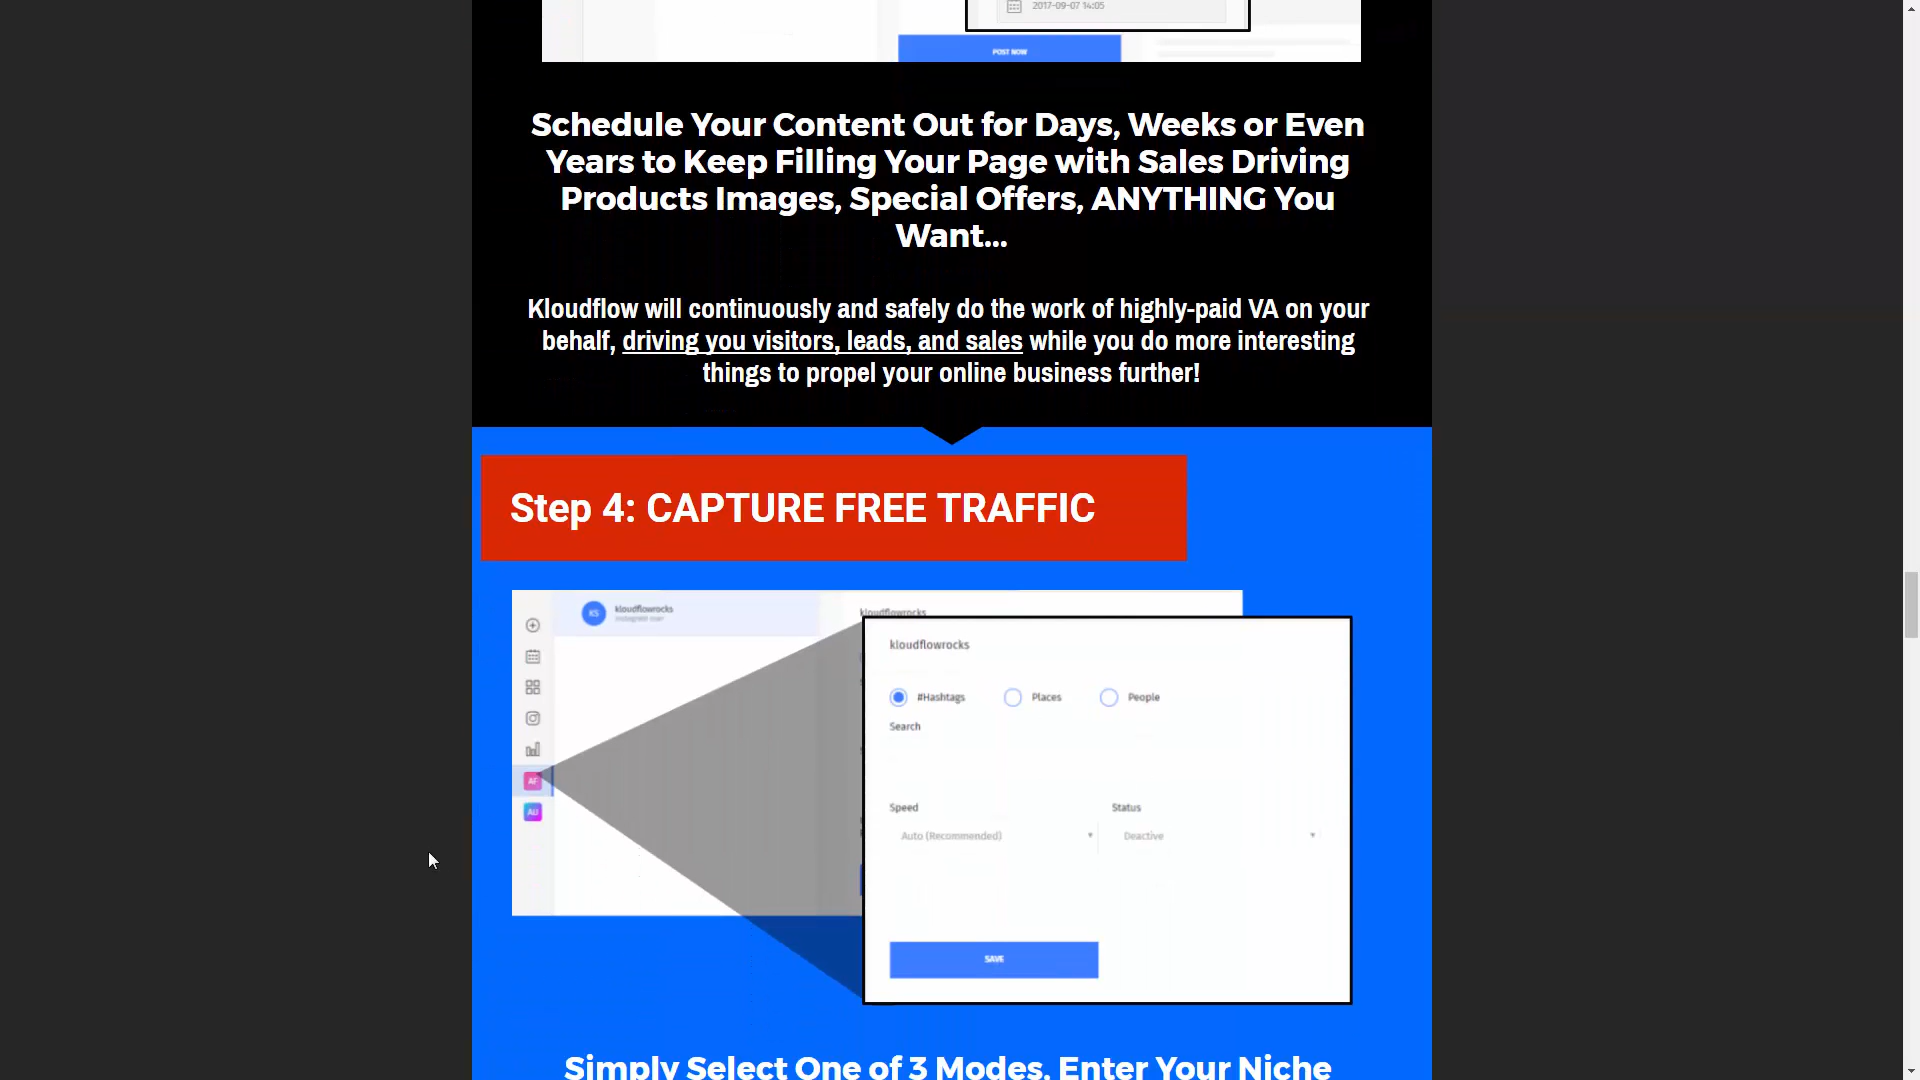 2017-09-07 14:05
POST NOW
Schedule Your Content Out for Days, Weeks or Even
Years to Keep Filling Your Page with Sales Driving
Products Images, Special Offers, ANYTHING You
Want...
Kloudflow will continuously and safely do the work of highly-paid VA on your
behalf, driving you visitors, leads, and sales while you do more interesting
things to propel your online business further!
Step 4: CAPTURE FREE TRAFFIC
KS
kloudflowrocks
kloudflowrocks
kloudflowrocks
#Hashtags Places People
Search
Speed Status
Auto (Recommended) Deactive
AF
AU
SAVE
Simply Select One of 3 Modes, Enter Your Niche